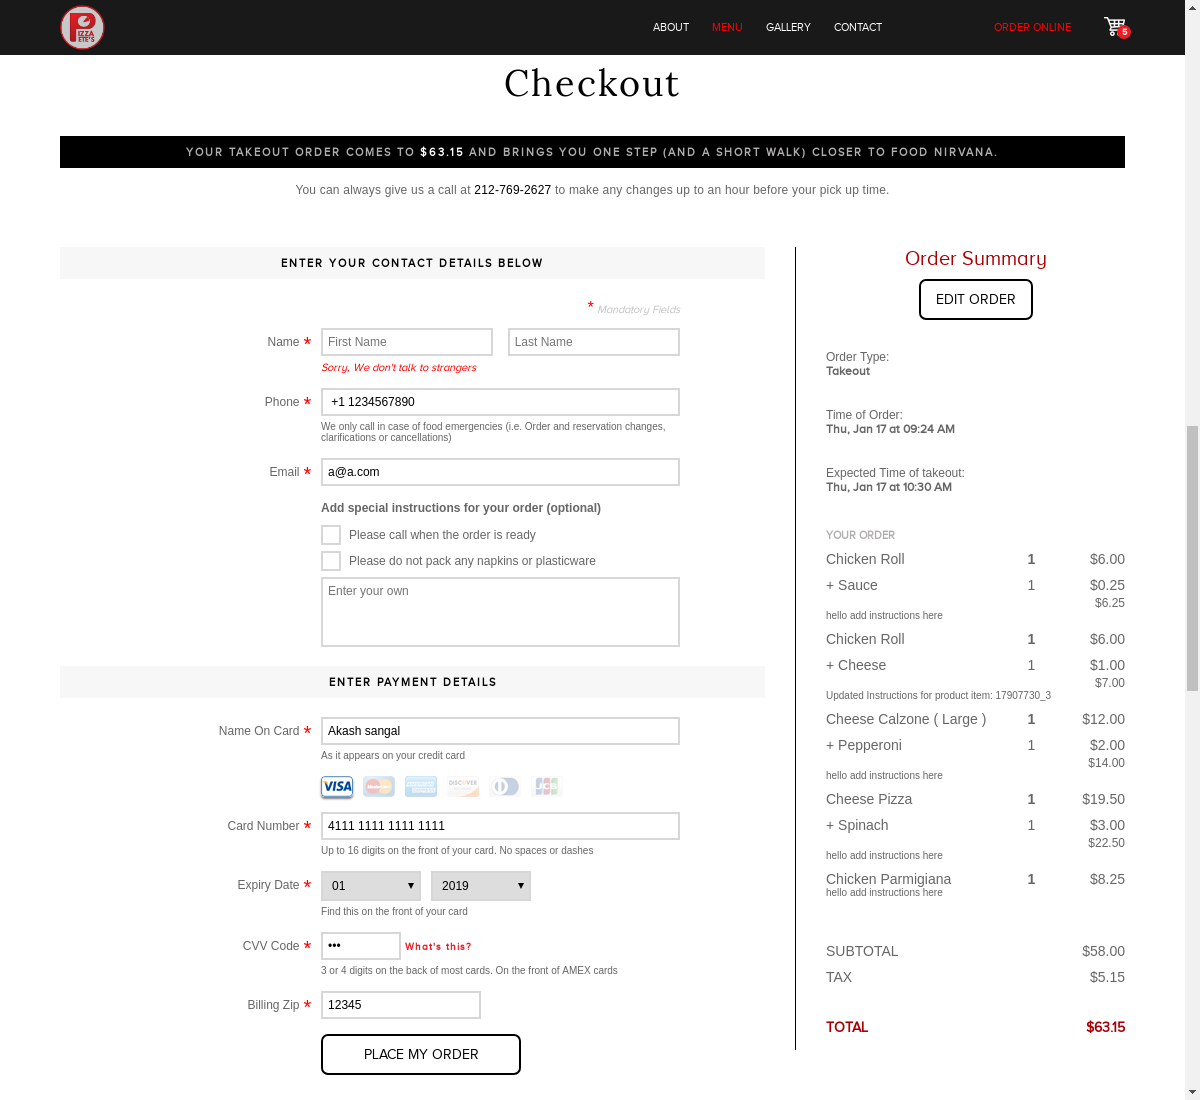 PIZZA
ETE'S
ABOUT MENU GALLERY CONTACT ORDER ONLINE 5
Checkout
YOUR TAKEOUT ORDER COMES TO $63.15 AND BRINGS YOU ONE STEP (AND A SHORT WALK) CLOSER TO FOOD NIRVANA.
You can always give us a call at 212-769-2627 to make any changes up to an hour before your pick up time.
ENTER YOUR CONTACT DETAILS BELOW
* Mandatory Fields
Name * First Name Last Name
Sorry, We don't talk to strangers
Phone * +1 1234567890
We only call in case of food emergencies (i.e. Order and reservation changes,
clarifications or cancellations)
Email * a@a.com
Add special instructions for your order (optional)
Please call when the order is ready
Please do not pack any napkins or plasticware
Enter your own
ENTER PAYMENT DETAILS
Name On Card * Akash sangal
As it appears on your credit card
VISA MasterCard AMERICAN EXPRESS DISCOVER JCB
Card Number * 4111 1111 1111 1111
Up to 16 digits on the front of your card. No spaces or dashes
Expiry Date * 01 2019
Find this on the front of your card
CVV Code * ••• What's this?
3 or 4 digits on the back of most cards. On the front of AMEX cards
Billing Zip * 12345
PLACE MY ORDER
Order Summary
EDIT ORDER
Order Type:
Takeout
Time of Order:
Thu, Jan 17 at 09:24 AM
Expected Time of takeout:
Thu, Jan 17 at 10:30 AM
YOUR ORDER
Chicken Roll 1 $6.00
+ Sauce 1 $0.25
$6.25
hello add instructions here
Chicken Roll 1 $6.00
+ Cheese 1 $1.00
$7.00
Updated Instructions for product item: 17907730_3
Cheese Calzone ( Large ) 1 $12.00
+ Pepperoni 1 $2.00
$14.00
hello add instructions here
Cheese Pizza 1 $19.50
+ Spinach 1 $3.00
$22.50
hello add instructions here
Chicken Parmigiana 1 $8.25
hello add instructions here
SUBTOTAL $58.00
TAX $5.15
TOTAL $63.15